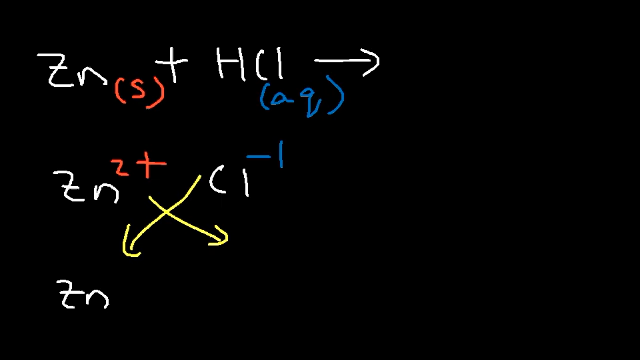 Zn(s) + HCl(aq) →
Zn²⁺ Cl⁻¹
Zn